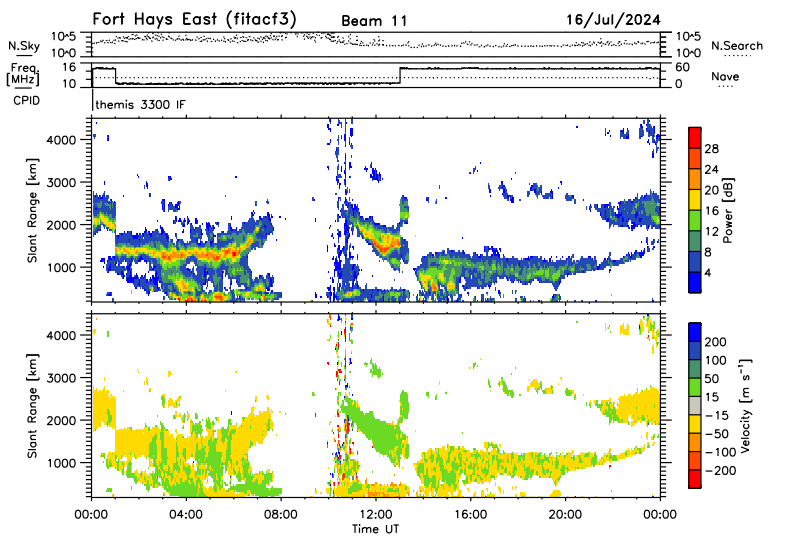 Fort Hays East (fitacf3) Beam 11 16/Jul/2024
N.Sky 10^5 10^0 10^5 10^0 N.Search
Freq. [MHz] 16 10 60 0 Nave
CPID themis 3300 IF
Slant Range [km] 4000 3000 2000 1000
28 24 20 16 12 8 4 Power [dB]
Slant Range [km] 4000 3000 2000 1000
200 100 50 15 −15 −50 −100 −200 Velocity [m s⁻¹]
00:00 04:00 08:00 12:00 16:00 20:00 00:00
Time UT